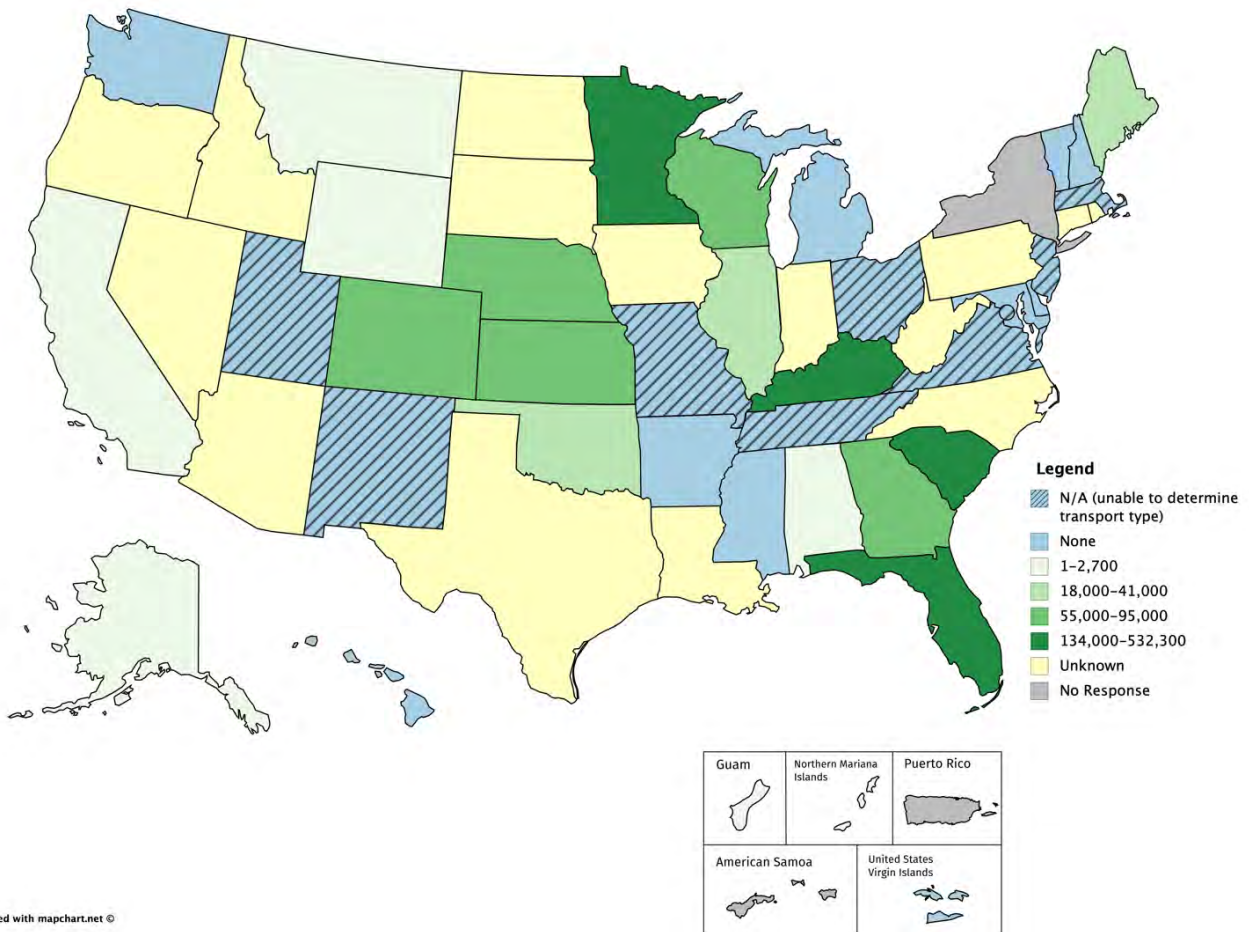 Legend
N/A (unable to determine
transport type)
None
1–2,700
18,000–41,000
55,000–95,000
134,000–532,300
Unknown
No Response
Guam
Northern Mariana
Islands
Puerto Rico
American Samoa
United States
Virgin Islands
ed with mapchart.net ©